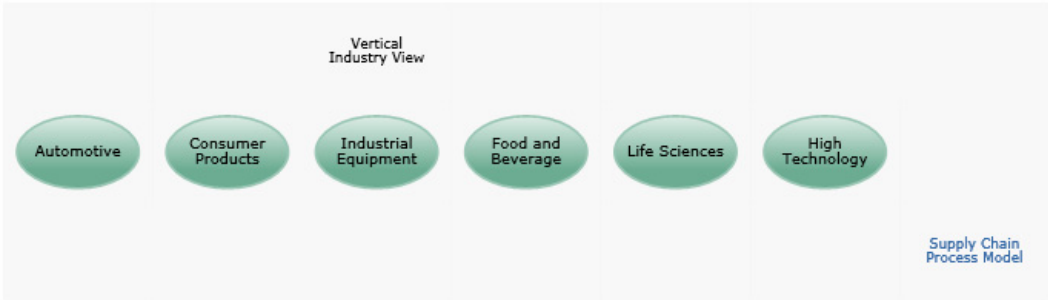 Vertical
Industry View
Automotive
Consumer
Products
Industrial
Equipment
Food and
Beverage
Life Sciences
High
Technology
Supply Chain
Process Model